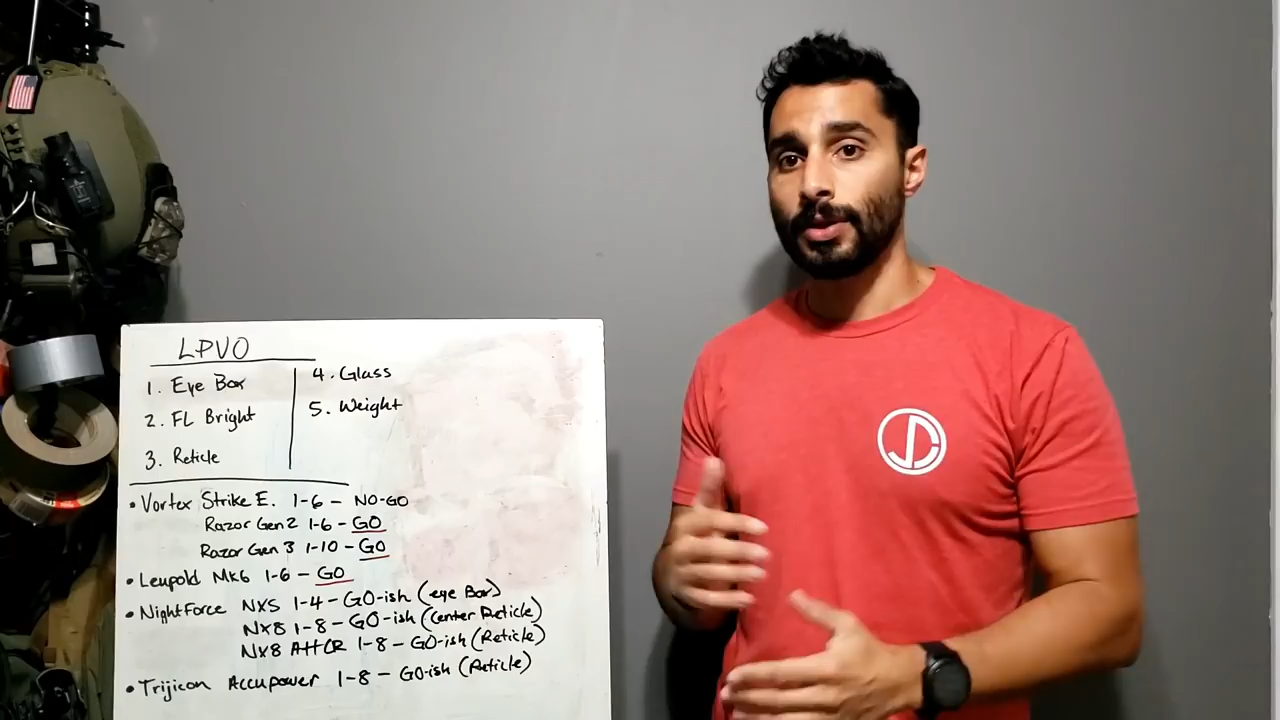 LPVO
1. Eye Box
2. FL Bright
3. Reticle
4. Glass
5. Weight
• Vortex Strike E. 1-6 - NO-GO
Razor Gen 2 1-6 - GO
Razor Gen 3 1-10 - GO
• Leupold MK6 1-6 - GO
• NightForce NXS 1-4 - GO-ish (eye Box)
NX8 1-8 - GO-ish (Center Reticle)
NX8 ATACR 1-8 - GO-ish (Reticle)
• Trijicon Accupower 1-8 - GO-ish (Reticle)